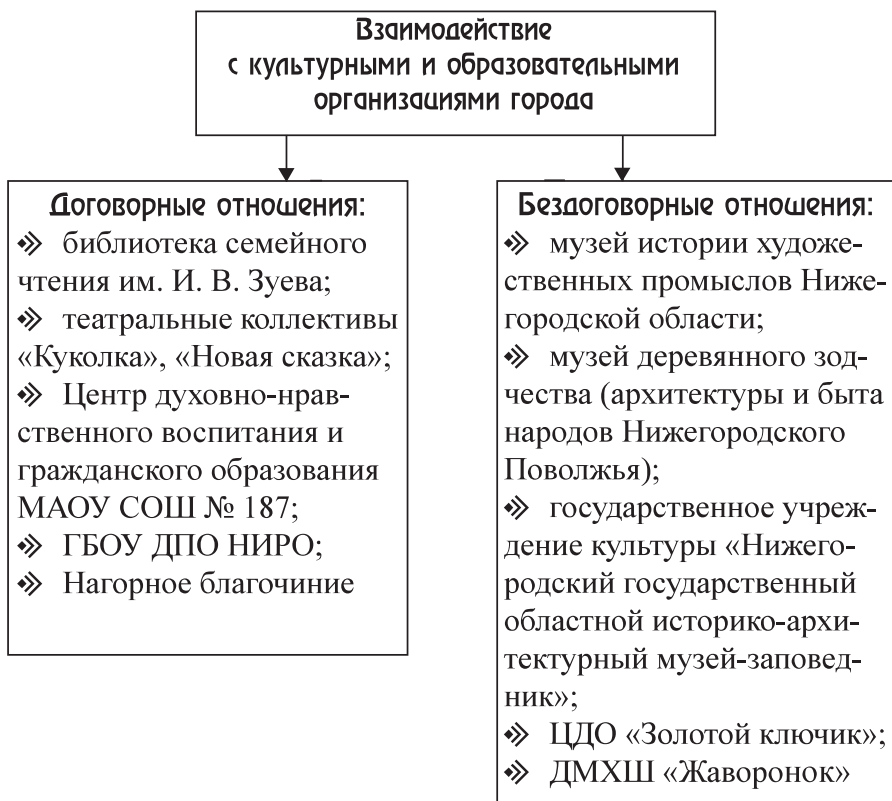 Взаимодействие
с культурными и образовательными
организациями города
Договорные отношения:
библиотека семейного
чтения им. И. В. Зуева;
театральные коллективы
«Куколка», «Новая сказка»;
Центр духовно-нрав-
ственного воспитания и
гражданского образования
МАОУ СОШ № 187;
ГБОУ ДПО НИРО;
Нагорное благочиние
Бездоговорные отношения:
музей истории художе-
ственных промыслов Ниже-
городской области;
музей деревянного зод-
чества (архитектуры и быта
народов Нижегородского
Поволжья);
государственное учреж-
дение культуры «Нижего-
родский государственный
областной историко-архи-
тектурный музей-заповед-
ник»;
ЦДО «Золотой ключик»;
ДМХШ «Жаворонок»